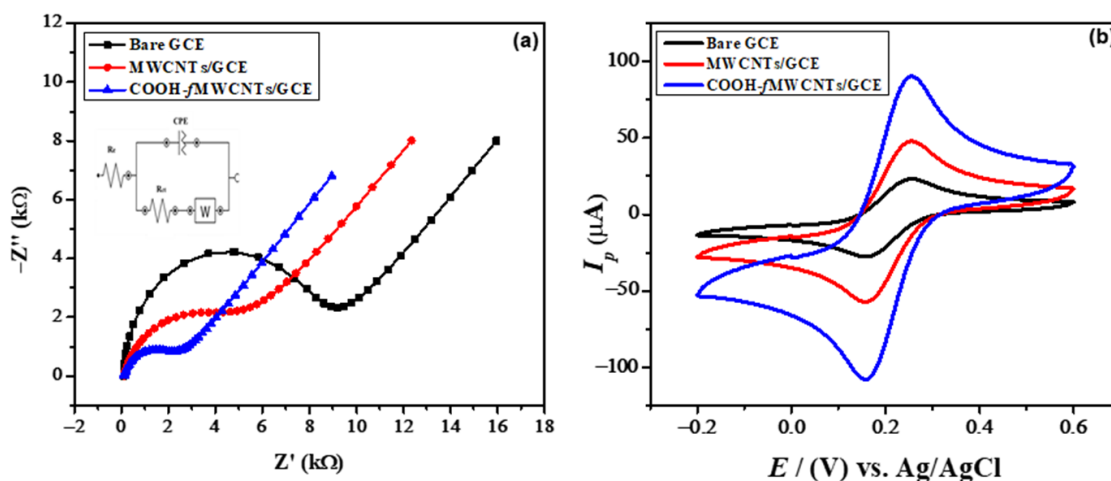 (a)
Bare GCE
MWCNTs/GCE
COOH-fMWCNTs/GCE
CPE
W
12
10
8
6
4
2
0
−Z'' (kΩ)
−2 0 2 4 6 8 10 12 14 16 18
Z' (kΩ)
(b)
Bare GCE
MWCNTs/GCE
COOH-fMWCNTs/GCE
100
50
0
−50
−100
Ip (μA)
−0.2 0.0 0.2 0.4 0.6
E / (V) vs. Ag/AgCl